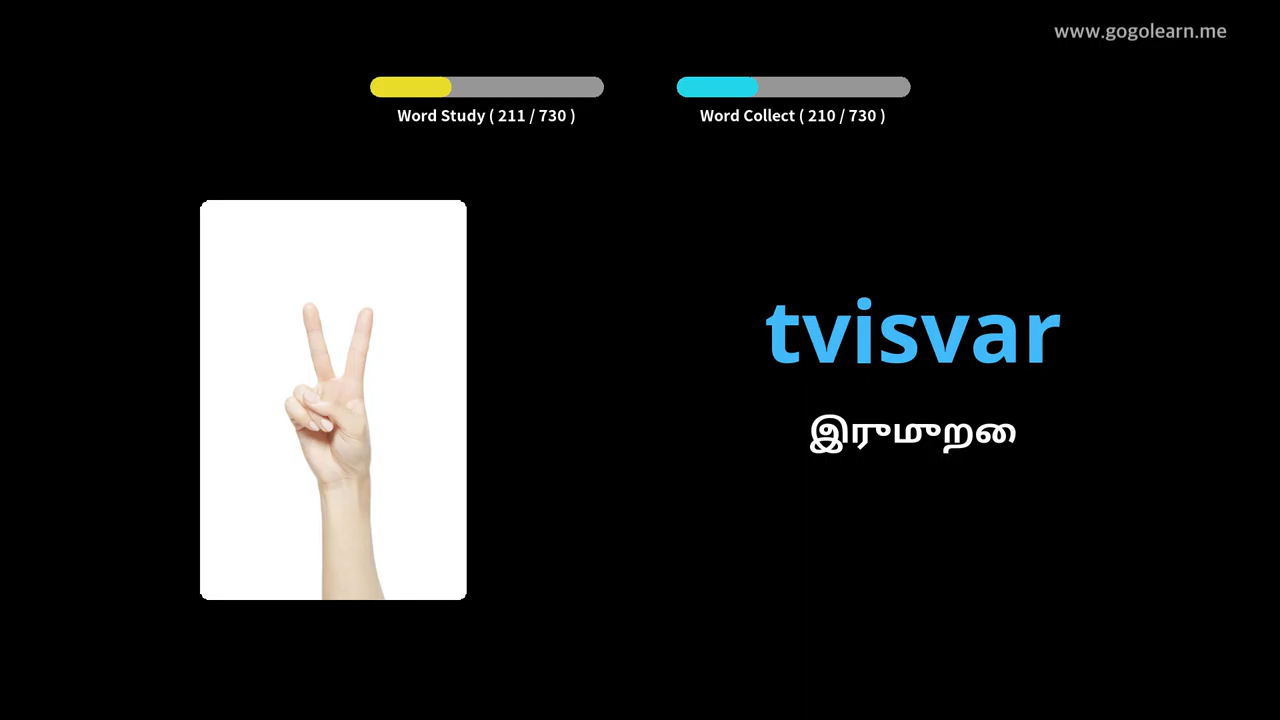 www.gogolearn.me
Word Study ( 211 / 730 )
Word Collect ( 210 / 730 )
tvisvar
இருமுறை